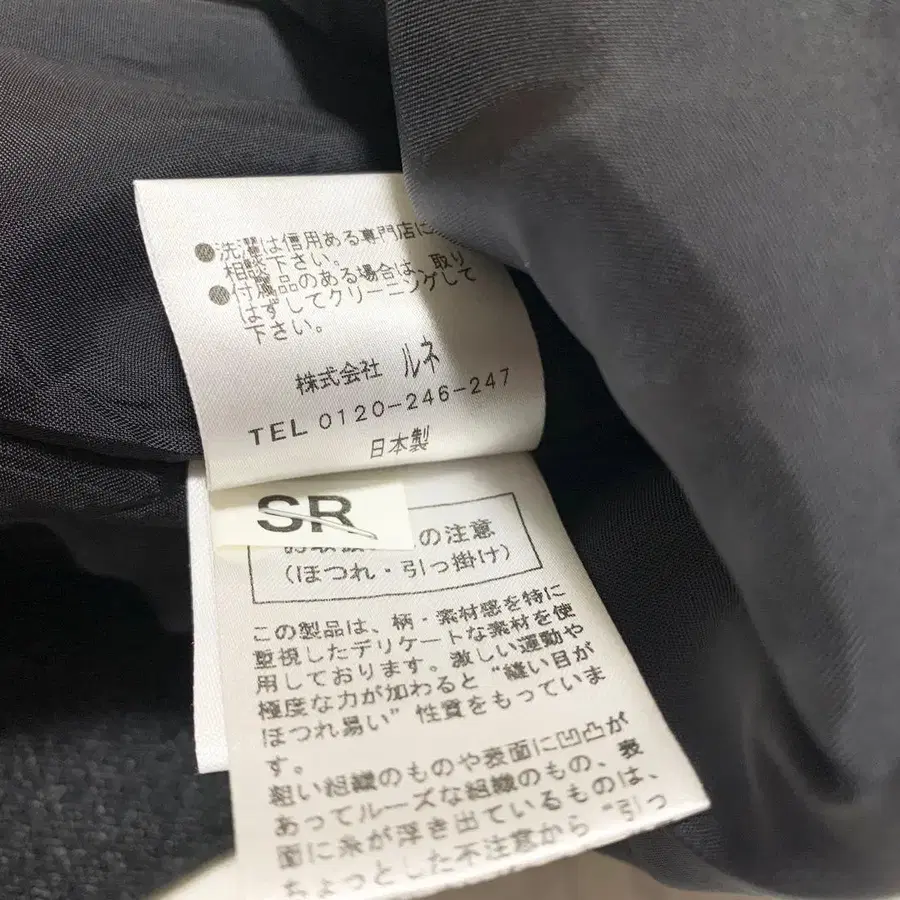 ●洗濯は信用ある専門店に
相談下さい。
●付属品のある場合は、取り
はずしてクリーニングして
下さい。
株式会社 ルネ
TEL 0120-246-247
日本製
SR
の注意
(ほつれ・引っ掛け)
この製品は、柄・素材感を特に
重視したデリケートな素材を使
用しております。激しい運動や
極度な力が加わると“縫い目が
ほつれ易い”性質をもっていま
す。
粗い組織のものや表面に凹凸が
あってルーズな組織のもの、表
面に糸が浮き出ているものは、
ちょっとした不注意から“引っ